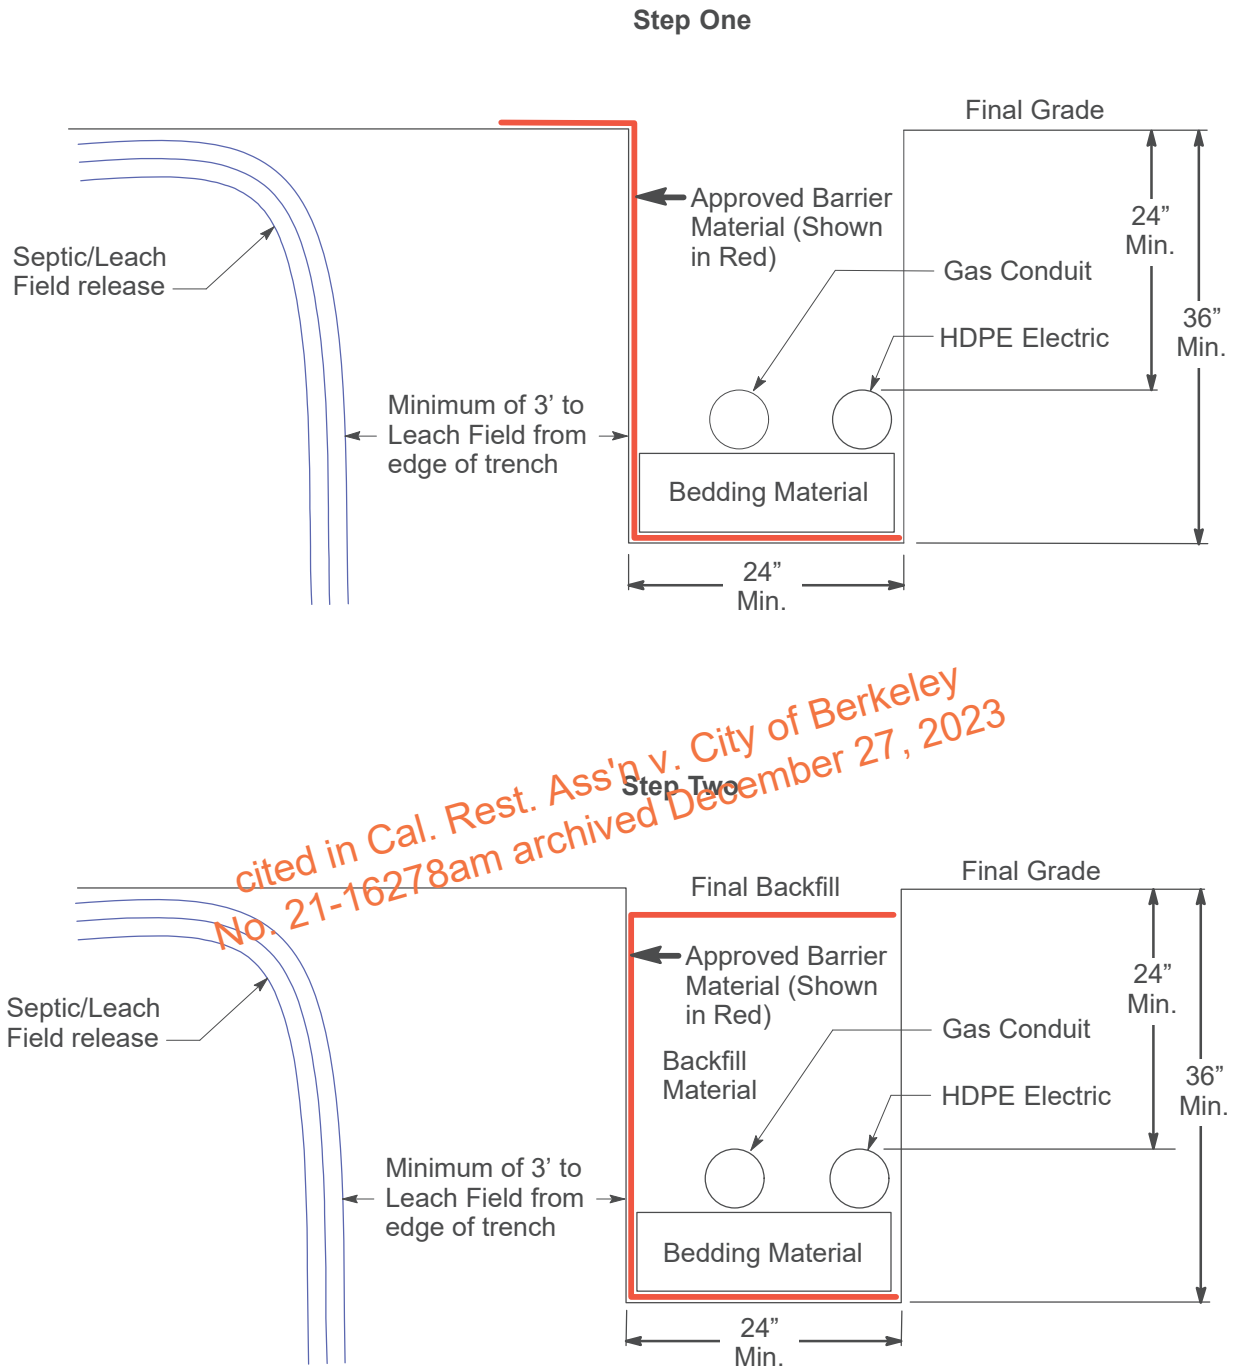 Step One
Final Grade
Approved Barrier
Material (Shown
in Red)
24”
Min.
Septic/Leach
Field release
Gas Conduit
36”
Min.
HDPE Electric
Minimum of 3’ to
Leach Field from
edge of trench
Bedding Material
24”
Min.
cited in Cal. Rest. Ass'n v. City of Berkeley
No. 21-16278am archived December 27, 2023
Step Two
Final Grade
Final Backfill
Approved Barrier
Material (Shown
in Red)
24”
Min.
Septic/Leach
Field release
Gas Conduit
Backfill
Material
36”
Min.
HDPE Electric
Minimum of 3’ to
Leach Field from
edge of trench
Bedding Material
24”
Min.